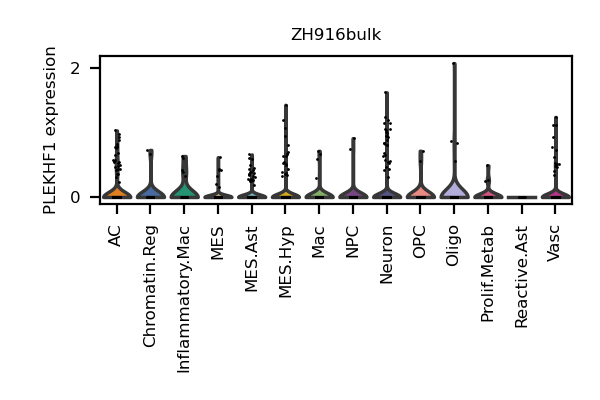 ZH916bulk
PLEKHF1 expression
2
0
AC
Chromatin.Reg
Inflammatory.Mac
MES
MES.Ast
MES.Hyp
Mac
NPC
Neuron
OPC
Oligo
Prolif.Metab
Reactive.Ast
Vasc